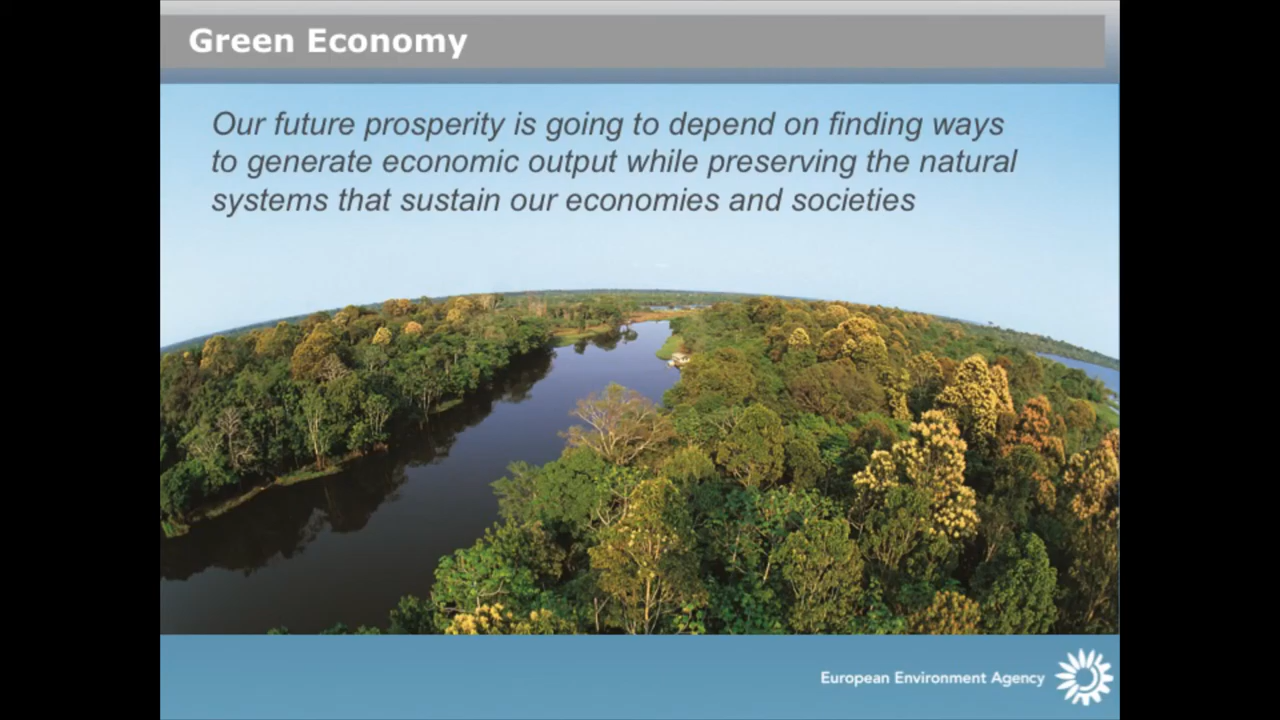 Green Economy
Our future prosperity is going to depend on finding ways
to generate economic output while preserving the natural
systems that sustain our economies and societies
European Environment Agency